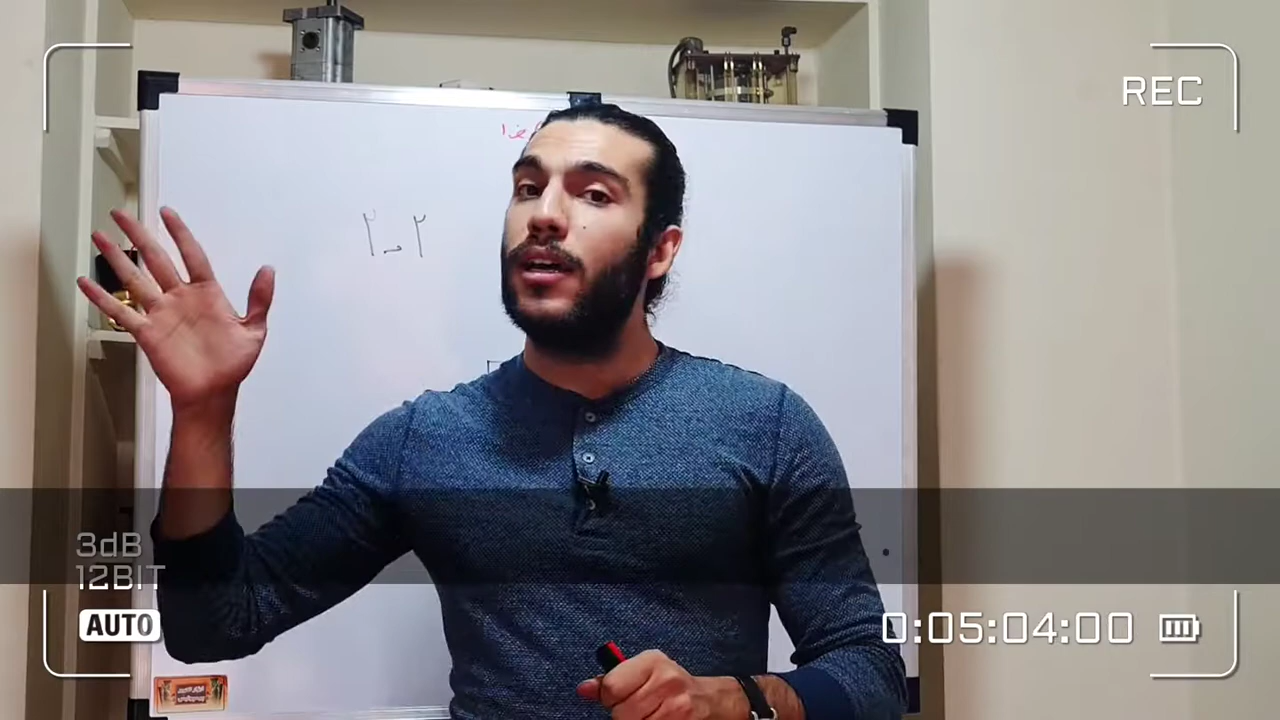 REC
٢ - ٢
3dB
12BIT
AUTO
0:05:04:00